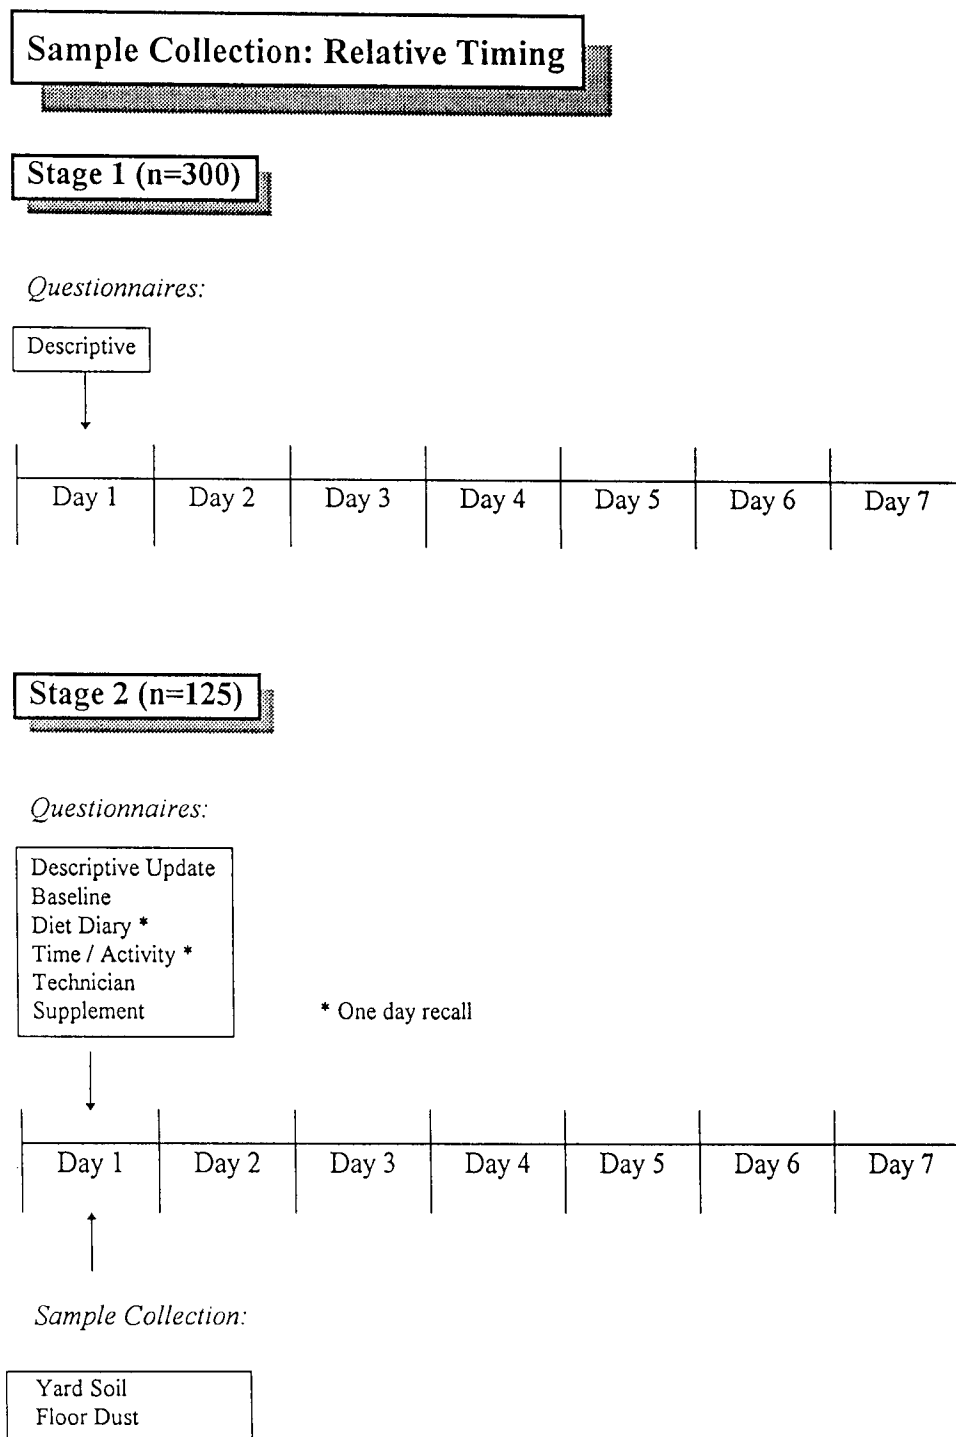 Sample Collection: Relative Timing
Stage 1 (n=300)
Questionnaires:
Descriptive
Day 1 Day 2 Day 3 Day 4 Day 5 Day 6 Day 7
Stage 2 (n=125)
Questionnaires:
Descriptive Update
Baseline
Diet Diary *
Time / Activity *
Technician
Supplement * One day recall
Day 1 Day 2 Day 3 Day 4 Day 5 Day 6 Day 7
Sample Collection:
Yard Soil
Floor Dust